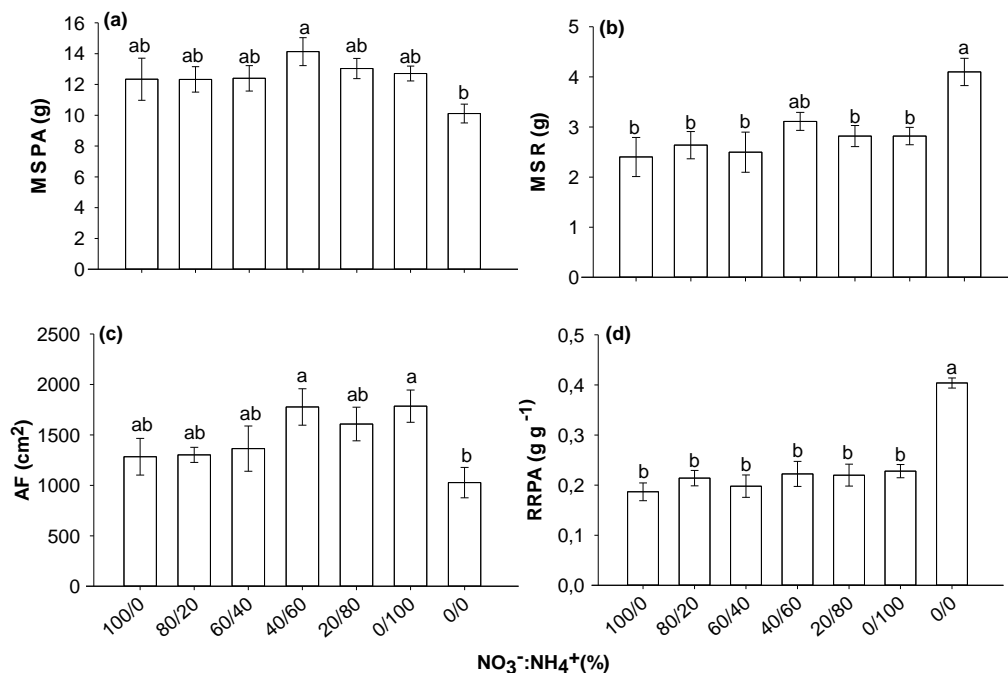 (a)
16
14
12
10
8
6
4
2
0
MSPA (g)
ab ab ab a ab ab b
(b)
5
4
3
2
1
0
MSR (g)
b b b ab b b a
(c)
2500
2000
1500
1000
500
0
AF (cm²)
ab ab ab a ab a b
100/0 80/20 60/40 40/60 20/80 0/100 0/0
(d)
0,5
0,4
0,3
0,2
0,1
0,0
RRPA (g g⁻¹)
b b b b b b a
100/0 80/20 60/40 40/60 20/80 0/100 0/0
NO₃⁻:NH₄⁺(%)